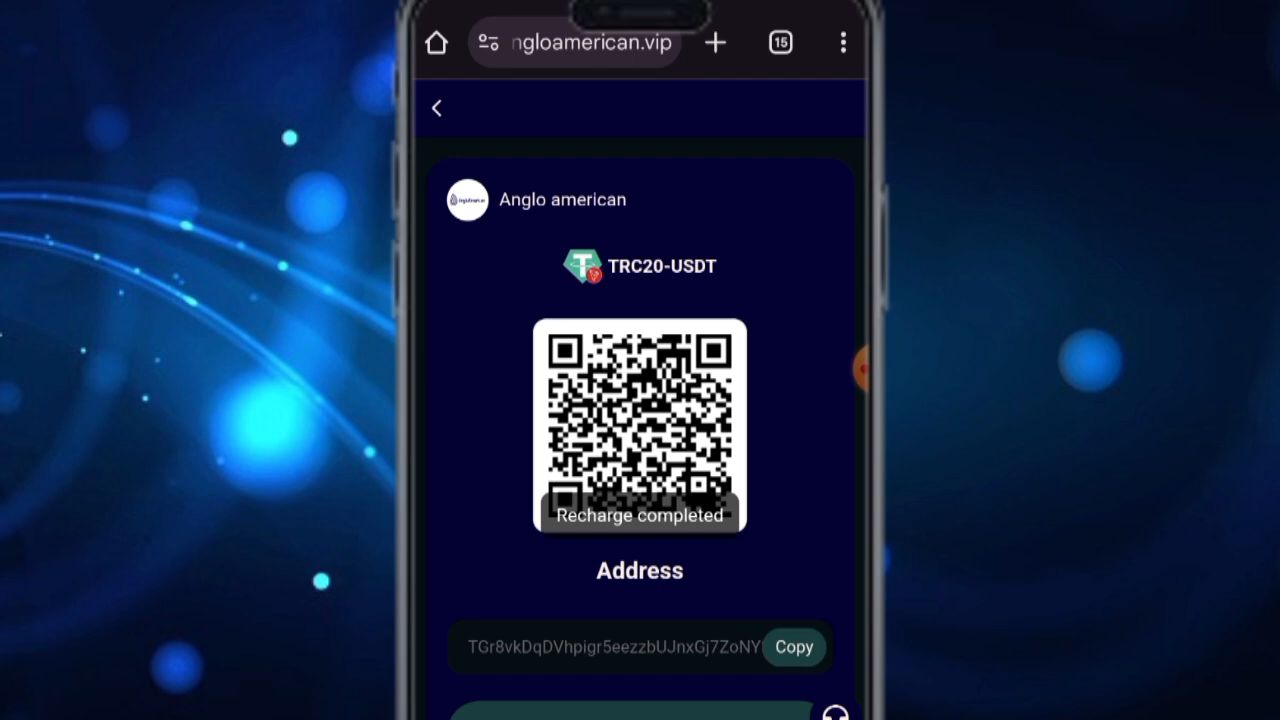 ngloamerican.vip
15
Anglo american
TRC20-USDT
Recharge completed
Address
TGr8vkDqDVhpigr5eezzbUJnxGj7ZoNY
Copy